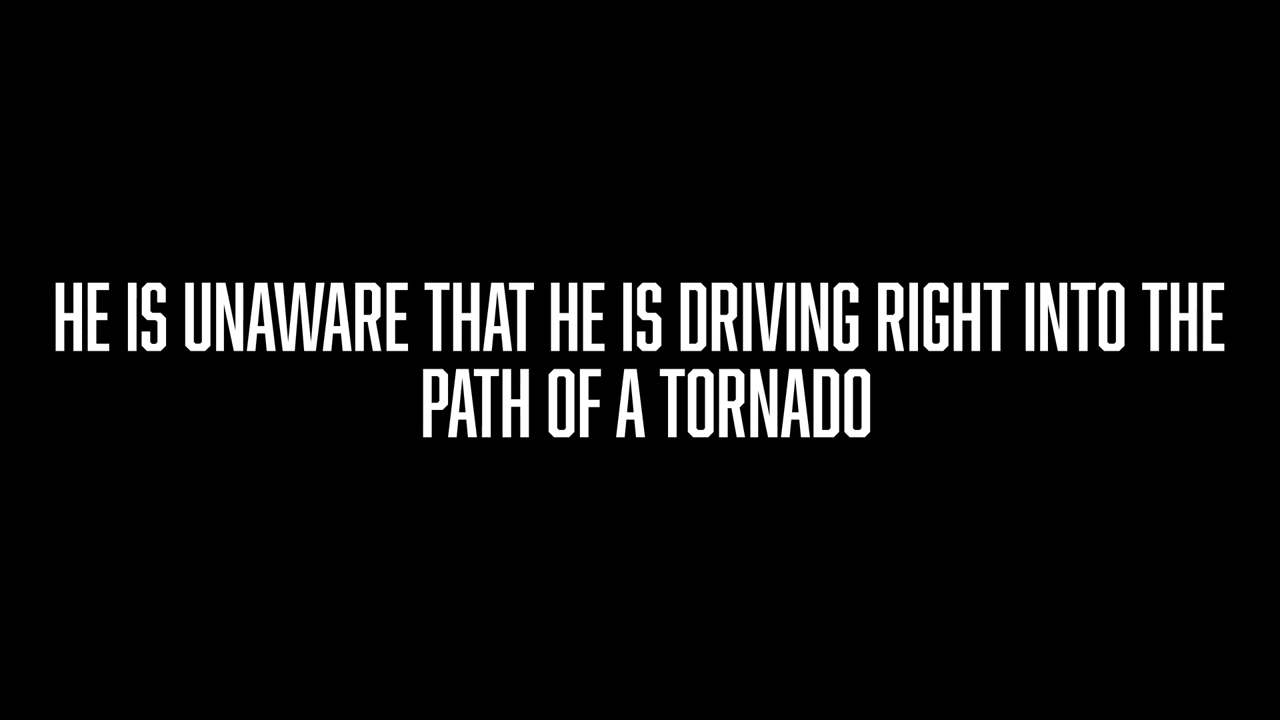 HE IS UNAWARE THAT HE IS DRIVING RIGHT INTO THE
PATH OF A TORNADO